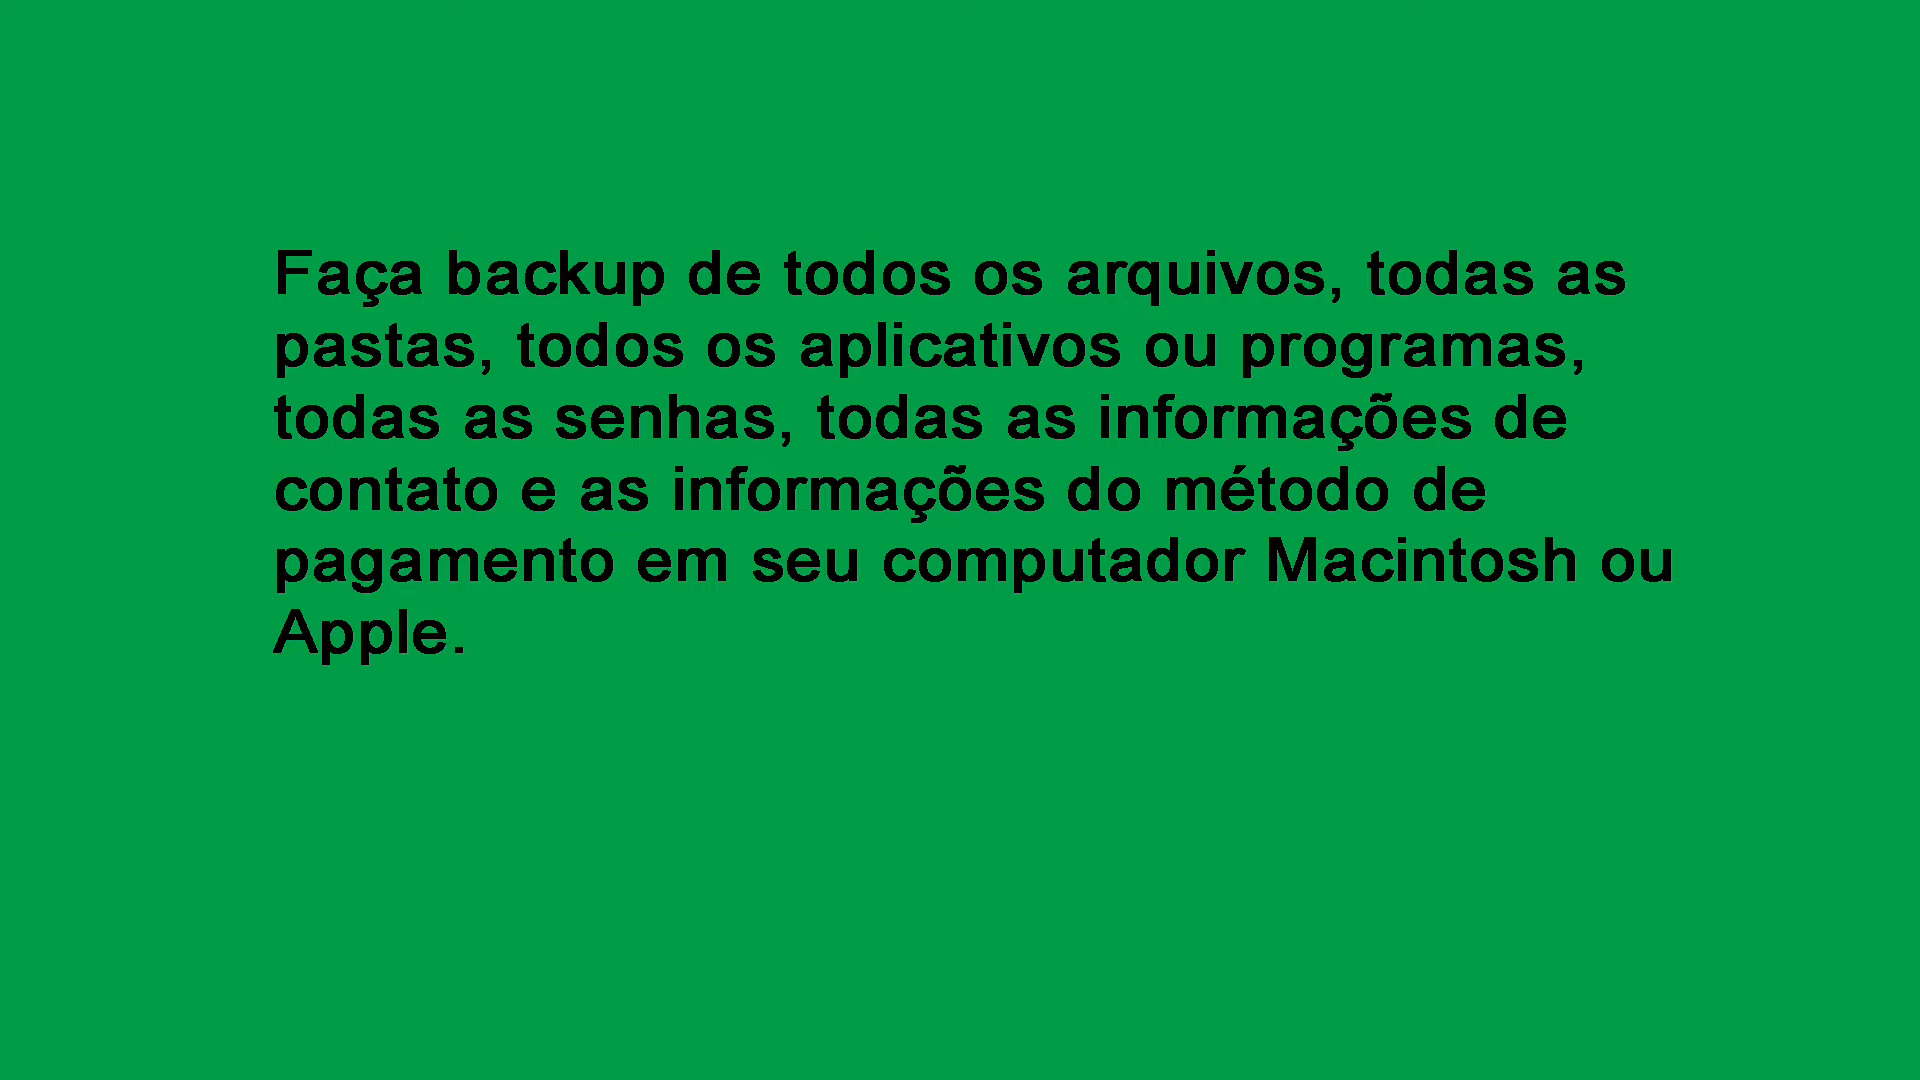 Faça backup de todos os arquivos, todas as
pastas, todos os aplicativos ou programas,
todas as senhas, todas as informações de
contato e as informações do método de
pagamento em seu computador Macintosh ou
Apple.